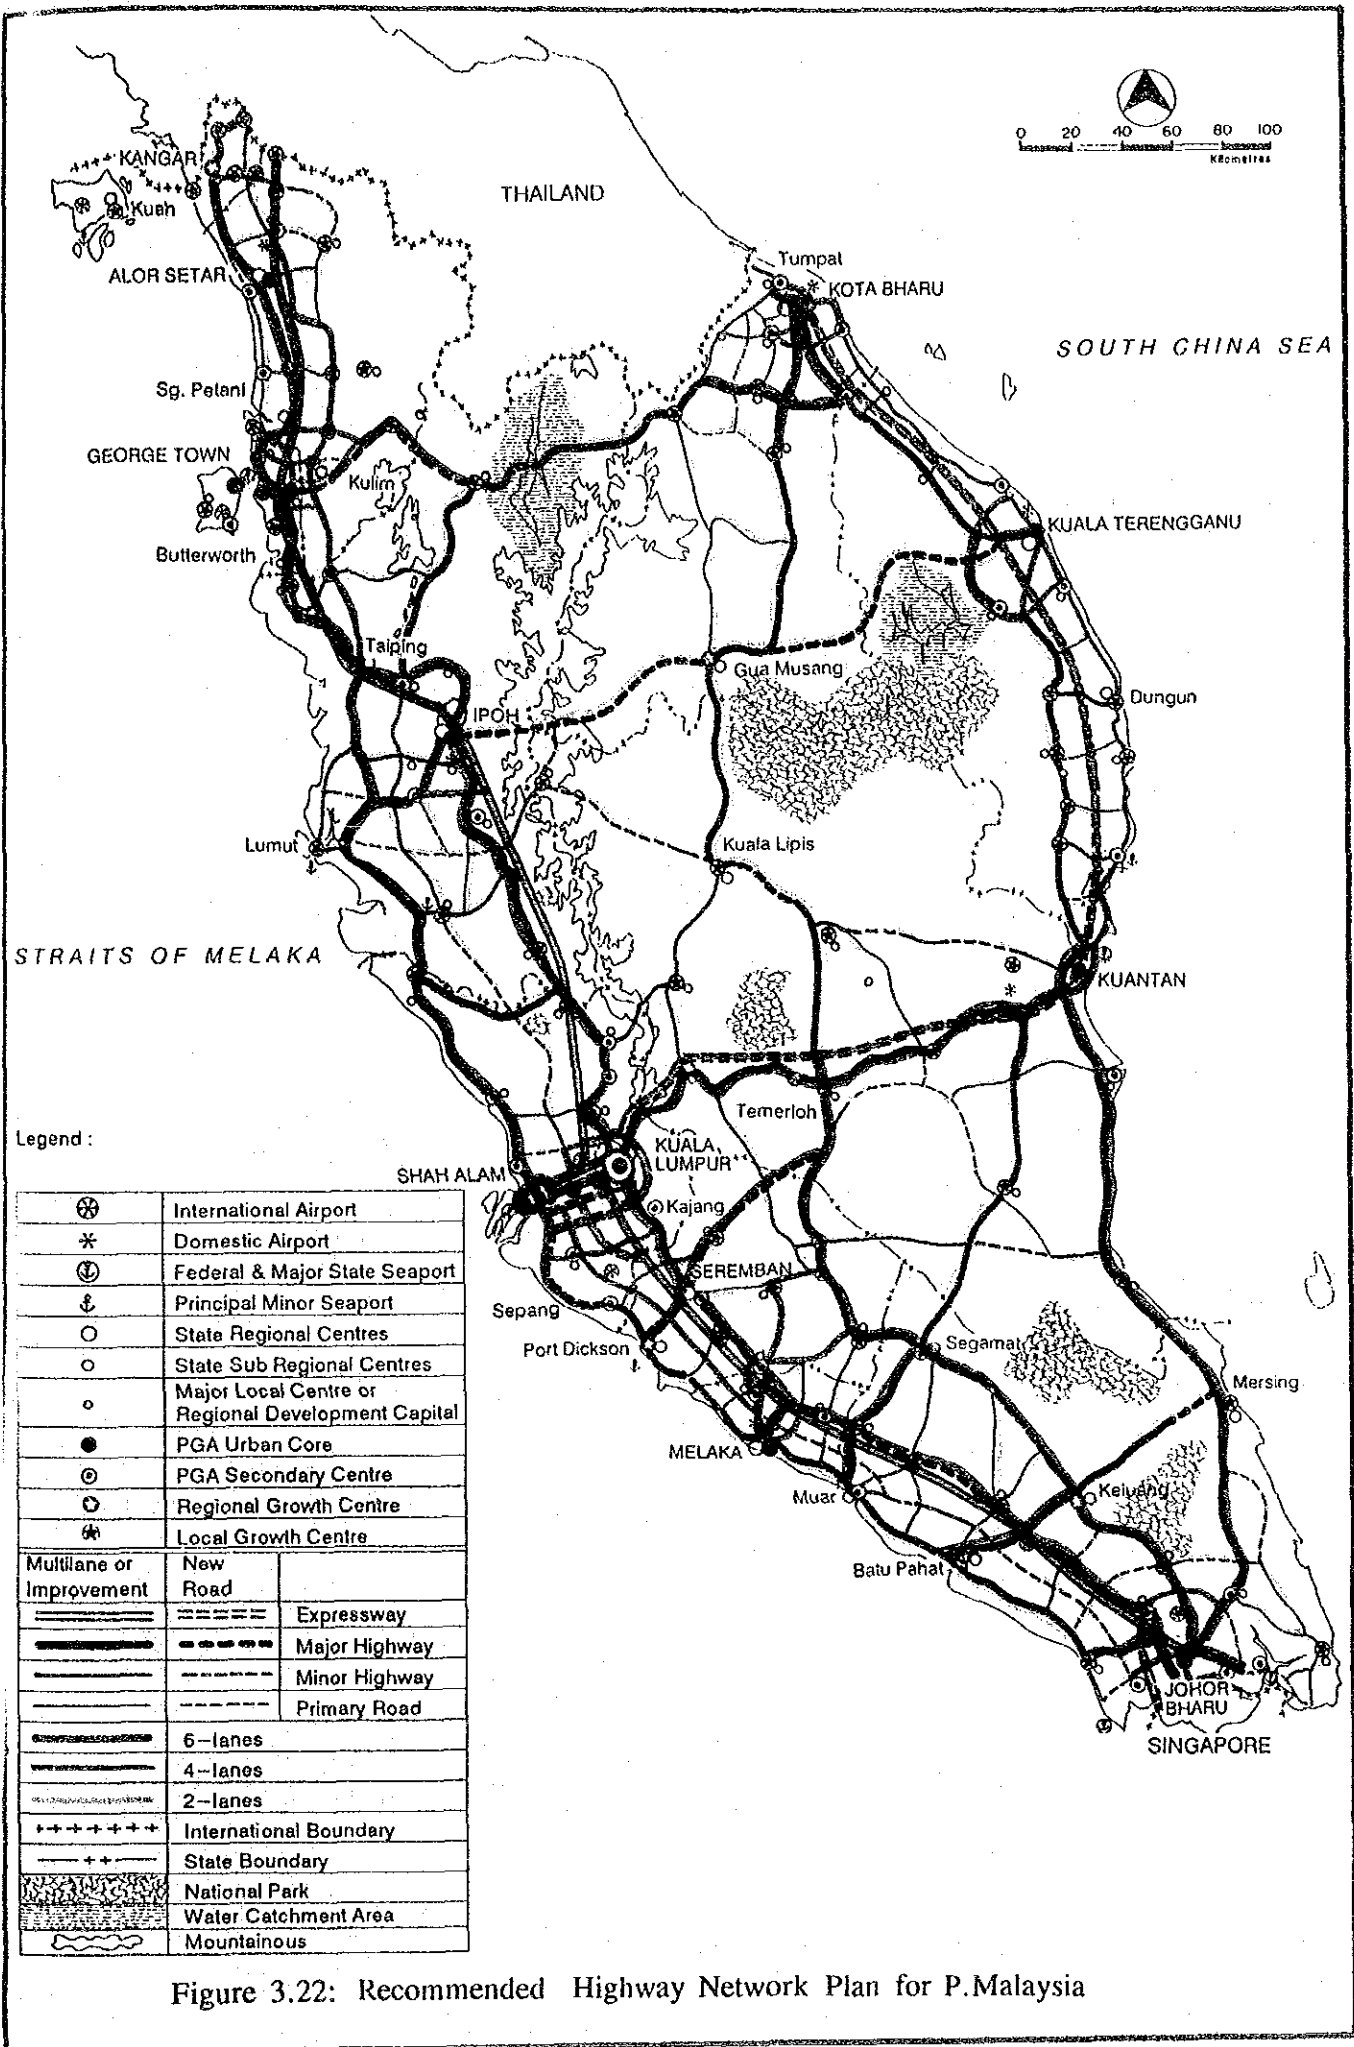 0 20 40 60 80 100
Kilometres
KANGAR
Kuah
THAILAND
ALOR SETAR
Tumpat
KOTA BHARU
SOUTH CHINA SEA
Sg. Petani
GEORGE TOWN
Kulim
KUALA TERENGGANU
Butterworth
Taiping
Gua Musang
Dungun
IPOH
Lumut
Kuala Lipis
STRAITS OF MELAKA
KUANTAN
Temerloh
KUALA
LUMPUR
SHAH ALAM
Kajang
SEREMBAN
Sepang
Port Dickson
Segamat
Mersing
MELAKA
Muar
Keluang
Batu Pahat
JOHOR
BHARU
SINGAPORE
Legend :
International Airport
Domestic Airport
Federal & Major State Seaport
Principal Minor Seaport
State Regional Centres
State Sub Regional Centres
Major Local Centre or
Regional Development Capital
PGA Urban Core
PGA Secondary Centre
Regional Growth Centre
Local Growth Centre
Multilane or New
Improvement Road
Expressway
Major Highway
Minor Highway
Primary Road
6-lanes
4-lanes
2-lanes
International Boundary
State Boundary
National Park
Water Catchment Area
Mountainous
Figure 3.22: Recommended Highway Network Plan for P.Malaysia